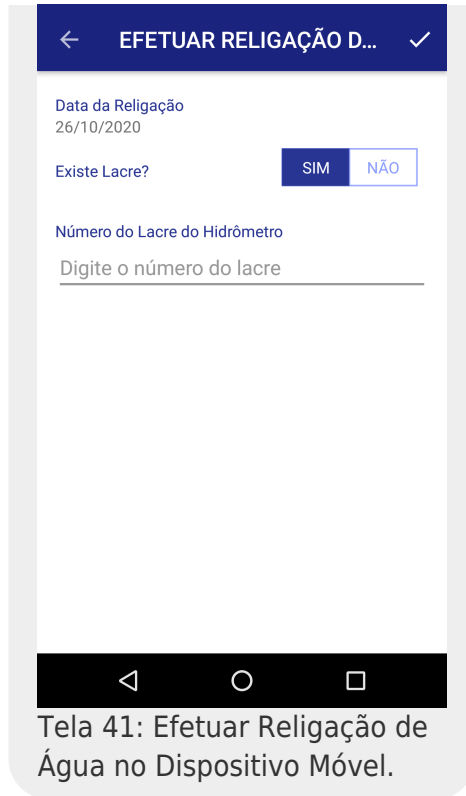 EFETUAR RELIGAÇÃO D...
Data da Religação
26/10/2020
Existe Lacre?
SIM NÃO
Número do Lacre do Hidrômetro
Digite o número do lacre
Tela 41: Efetuar Religação de
Água no Dispositivo Móvel.